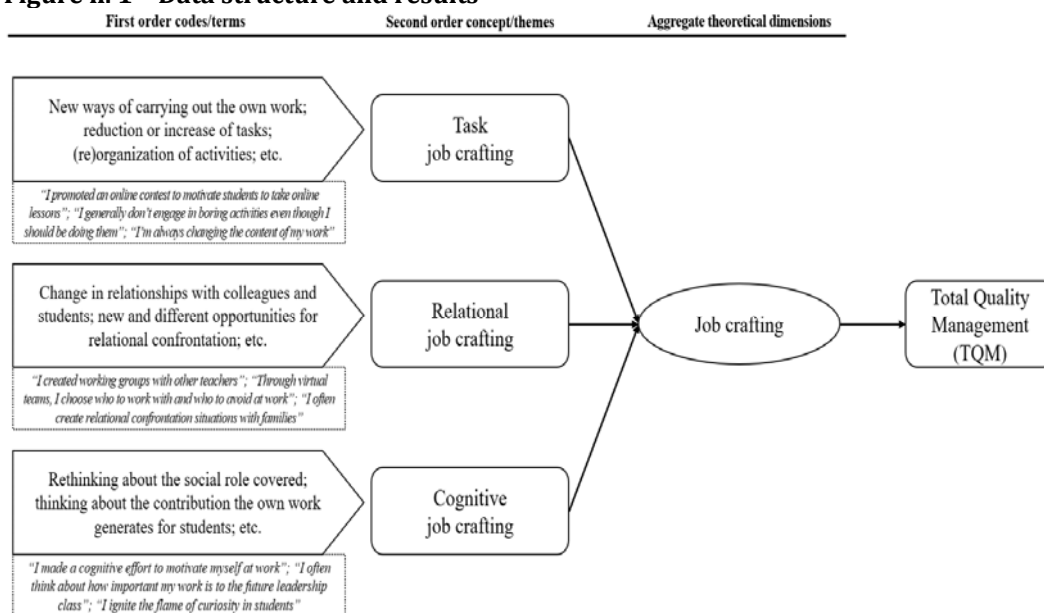 Figure n. 1 – Data structure and results
First order codes/terms
Second order concept/themes
Aggregate theoretical dimensions
New ways of carrying out the own work;
reduction or increase of tasks;
(re)organization of activities; etc.
“I promoted an online contest to motivate students to take online
lessons”; “I generally don’t engage in boring activities even though I
should be doing them”; “I’m always changing the content of my work”
Task
job crafting
Change in relationships with colleagues and
students; new and different opportunities for
relational confrontation; etc.
“I created working groups with other teachers”; “Through virtual
teams, I choose who to work with and who to avoid at work”; “I often
create relational confrontation situations with families”
Relational
job crafting
Job crafting
Total Quality
Management
(TQM)
Rethinking about the social role covered;
thinking about the contribution the own work
generates for students; etc.
“I made a cognitive effort to motivate myself at work”; “I often
think about how important my work is to the future leadership
class”; “I ignite the flame of curiosity in students”
Cognitive
job crafting